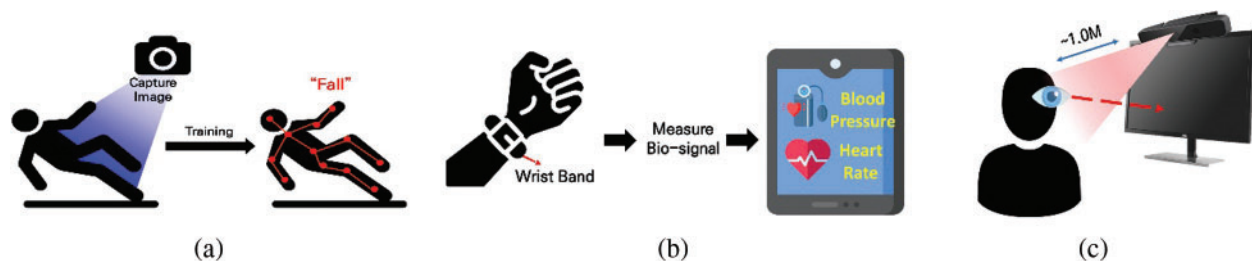 Capture
Image
Training
"Fall"
Wrist Band
Measure
Bio-signal
Blood
Pressure
Heart
Rate
~1.0M
(a)
(b)
(c)